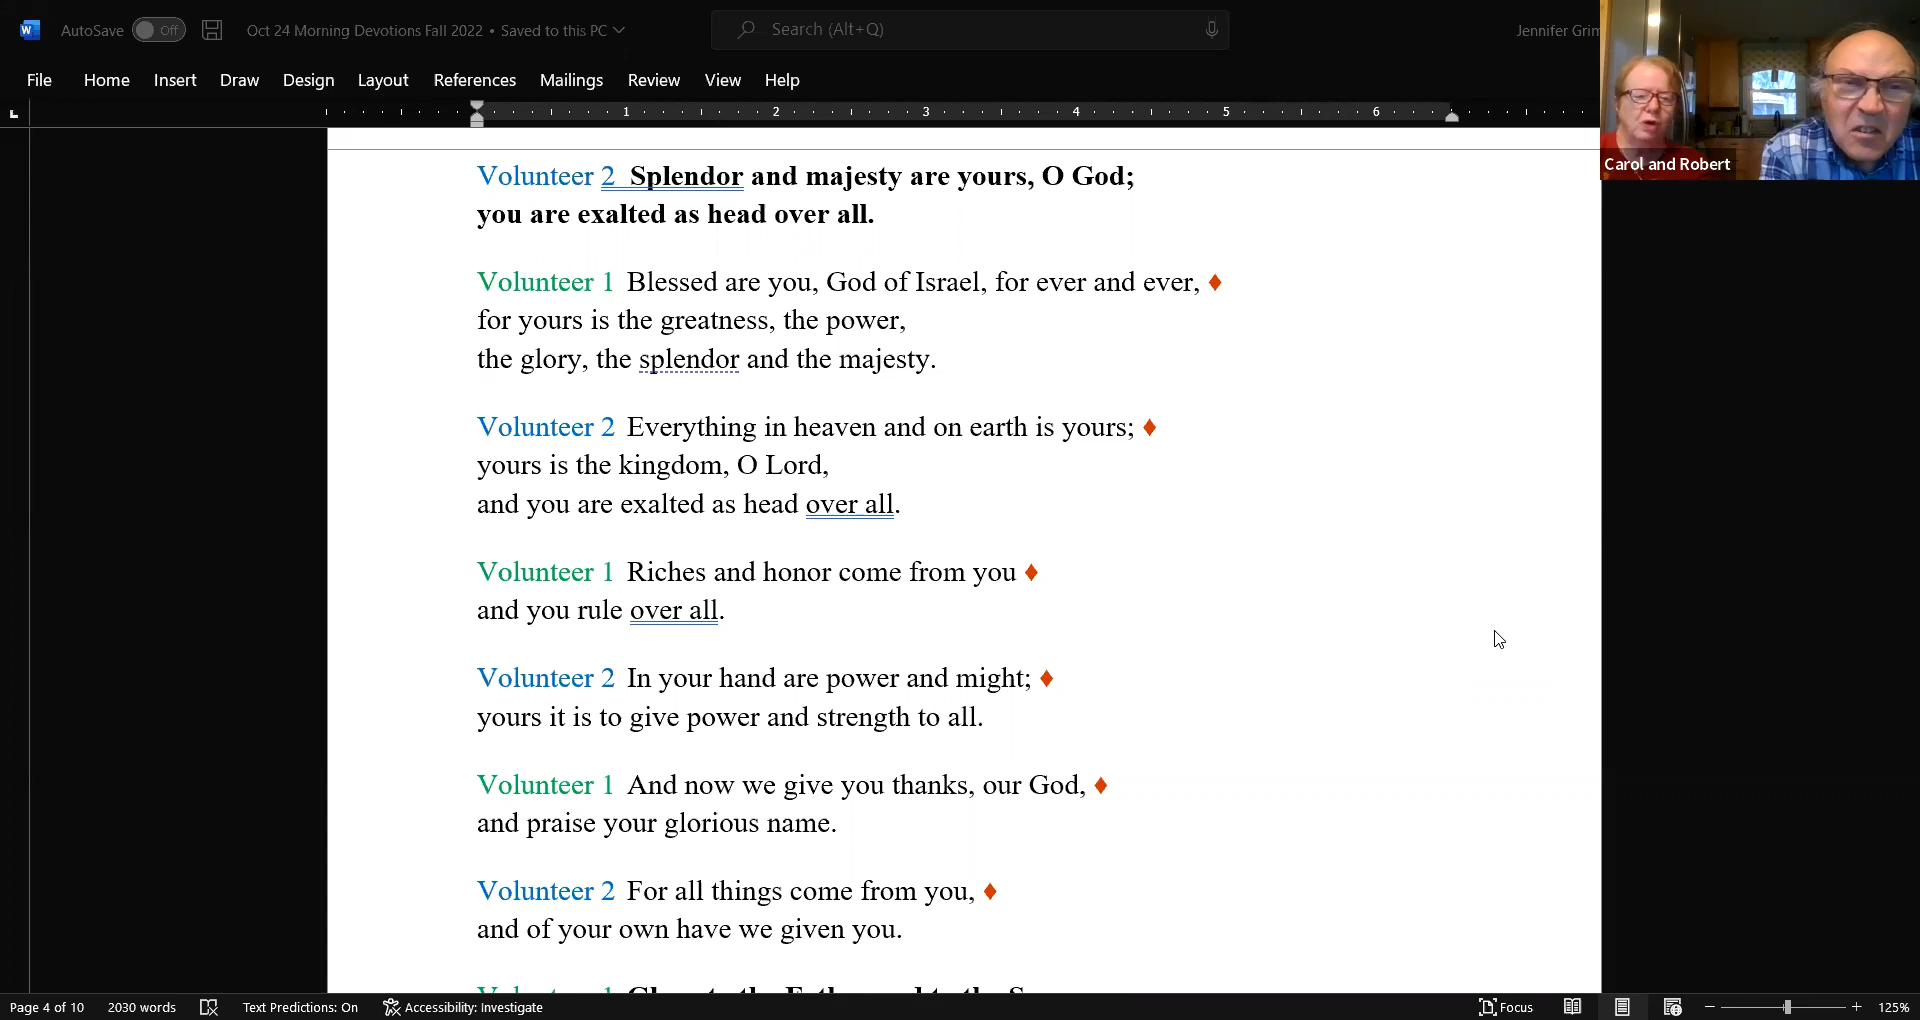 AutoSave Off Oct 24 Morning Devotions Fall 2022 • Saved to this PC Search (Alt+Q) Jennifer
File Home Insert Draw Design Layout References Mailings Review View Help
1 2 3 4 5 6
Carol and Robert
Volunteer 2 Splendor and majesty are yours, O God;
you are exalted as head over all.
Volunteer 1 Blessed are you, God of Israel, for ever and ever, ♦
for yours is the greatness, the power,
the glory, the splendor and the majesty.
Volunteer 2 Everything in heaven and on earth is yours; ♦
yours is the kingdom, O Lord,
and you are exalted as head over all.
Volunteer 1 Riches and honor come from you ♦
and you rule over all.
Volunteer 2 In your hand are power and might; ♦
yours it is to give power and strength to all.
Volunteer 1 And now we give you thanks, our God, ♦
and praise your glorious name.
Volunteer 2 For all things come from you, ♦
and of your own have we given you.
Page 4 of 10 2030 words Text Predictions: On Accessibility: Investigate Focus 125%